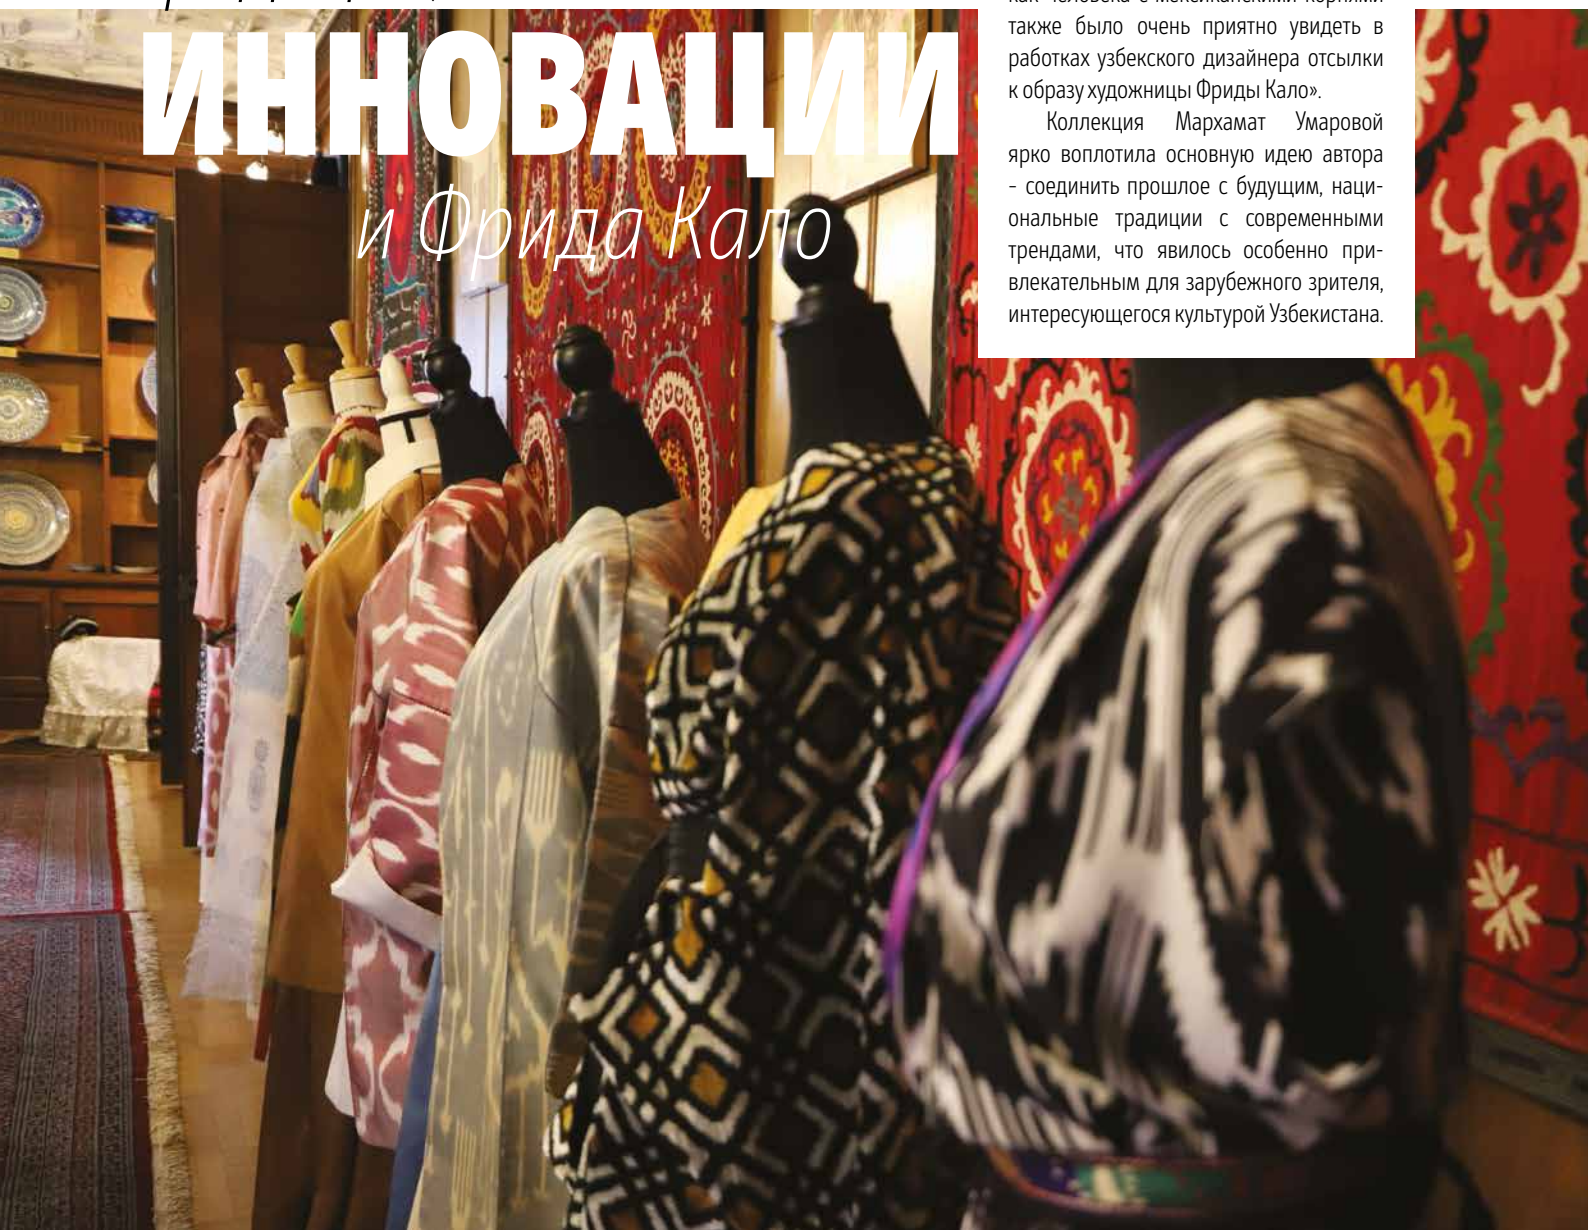 ИННОВАЦИИ
и Фрида Кало
также было очень приятно увидеть в
работках узбекского дизайнера отсылки
к образу художницы Фриды Кало».
Коллекция Мархамат Умаровой
ярко воплотила основную идею автора
- соединить прошлое с будущим, наци-
ональные традиции с современными
трендами, что явилось особенно при-
влекательным для зарубежного зрителя,
интересующегося культурой Узбекистана.